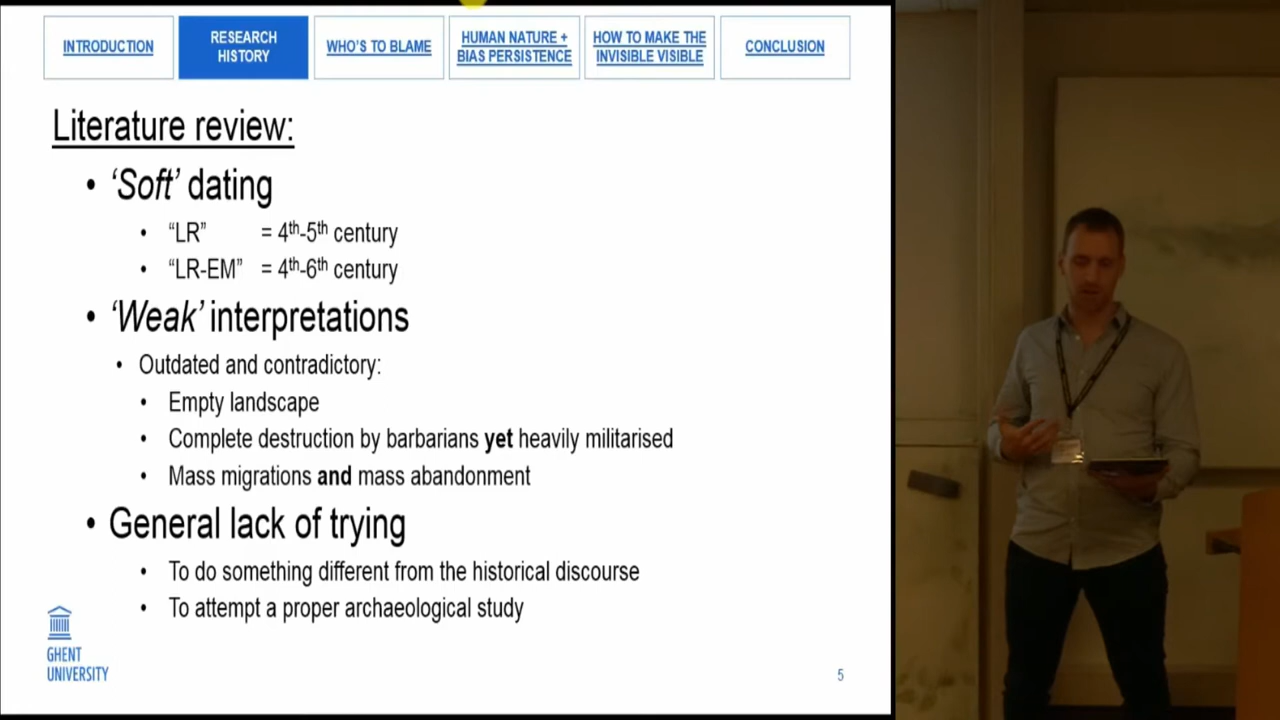 INTRODUCTION
RESEARCH
HISTORY
WHO'S TO BLAME
HUMAN NATURE +
BIAS PERSISTENCE
HOW TO MAKE THE
INVISIBLE VISIBLE
CONCLUSION
Literature review:
• 'Soft' dating
• "LR" = 4th-5th century
• "LR-EM" = 4th-6th century
• 'Weak' interpretations
• Outdated and contradictory:
• Empty landscape
• Complete destruction by barbarians yet heavily militarised
• Mass migrations and mass abandonment
• General lack of trying
• To do something different from the historical discourse
• To attempt a proper archaeological study
GHENT
UNIVERSITY
5